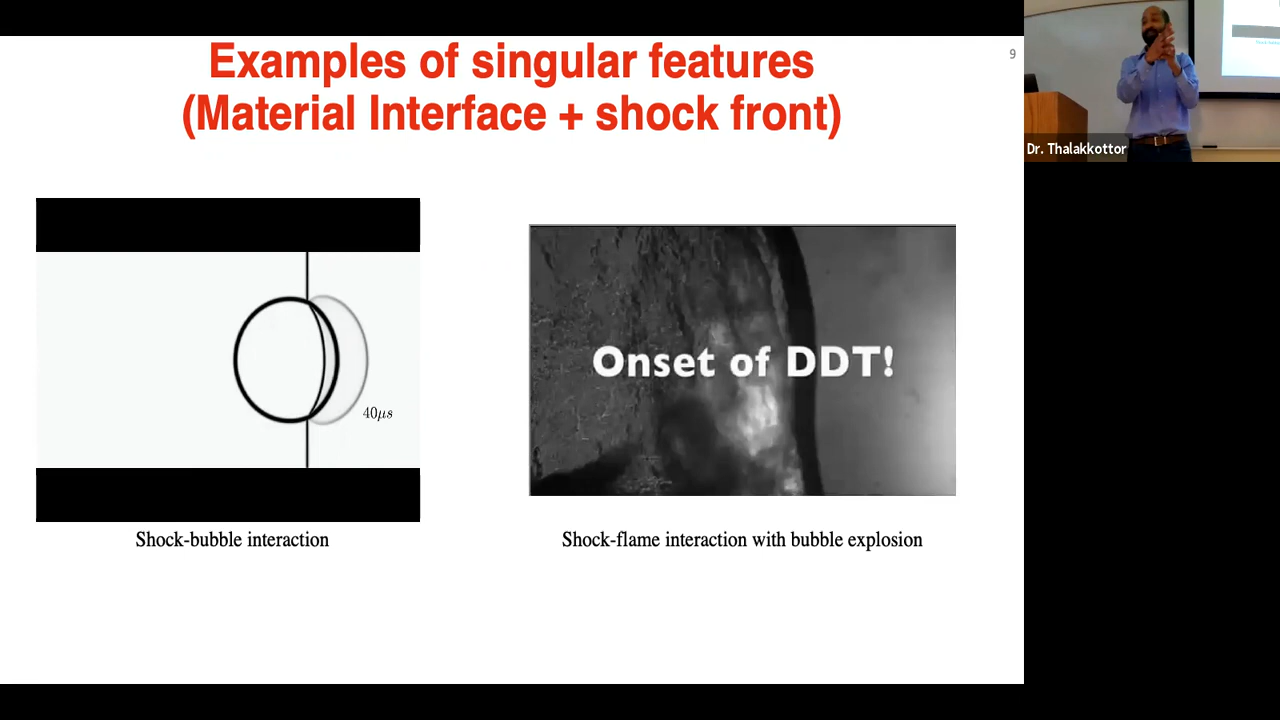 Examples of singular features
(Material Interface + shock front)
9
Dr. Thalakkottor
40μs
Onset of DDT!
Shock-bubble interaction
Shock-flame interaction with bubble explosion